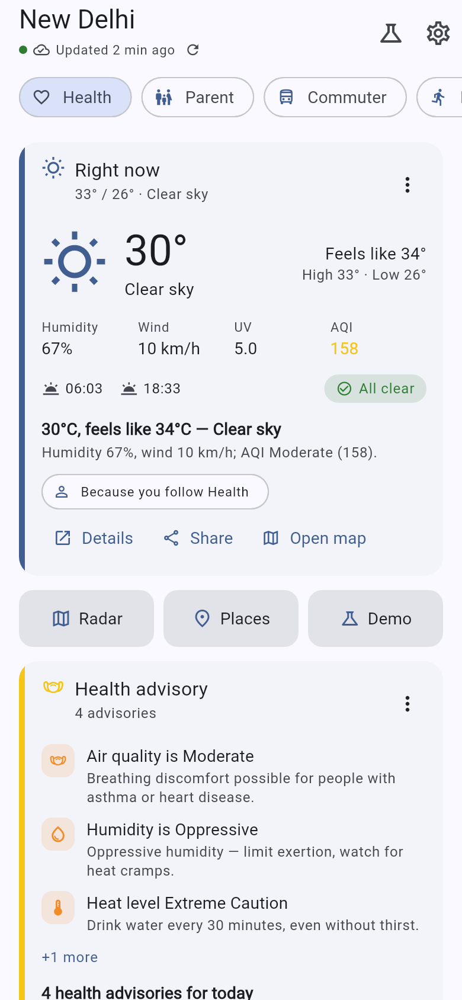 New Delhi
Updated 2 min ago
Health
Parent
Commuter
Right now
33° / 26° · Clear sky
30°
Clear sky
Feels like 34°
High 33° · Low 26°
Humidity
Wind
UV
AQI
67%
10 km/h
5.0
158
06:03
18:33
All clear
30°C, feels like 34°C — Clear sky
Humidity 67%, wind 10 km/h; AQI Moderate (158).
Because you follow Health
Details
Share
Open map
Radar
Places
Demo
Health advisory
4 advisories
Air quality is Moderate
Breathing discomfort possible for people with
asthma or heart disease.
Humidity is Oppressive
Oppressive humidity — limit exertion, watch for
heat cramps.
Heat level Extreme Caution
Drink water every 30 minutes, even without thirst.
+1 more
4 health advisories for today